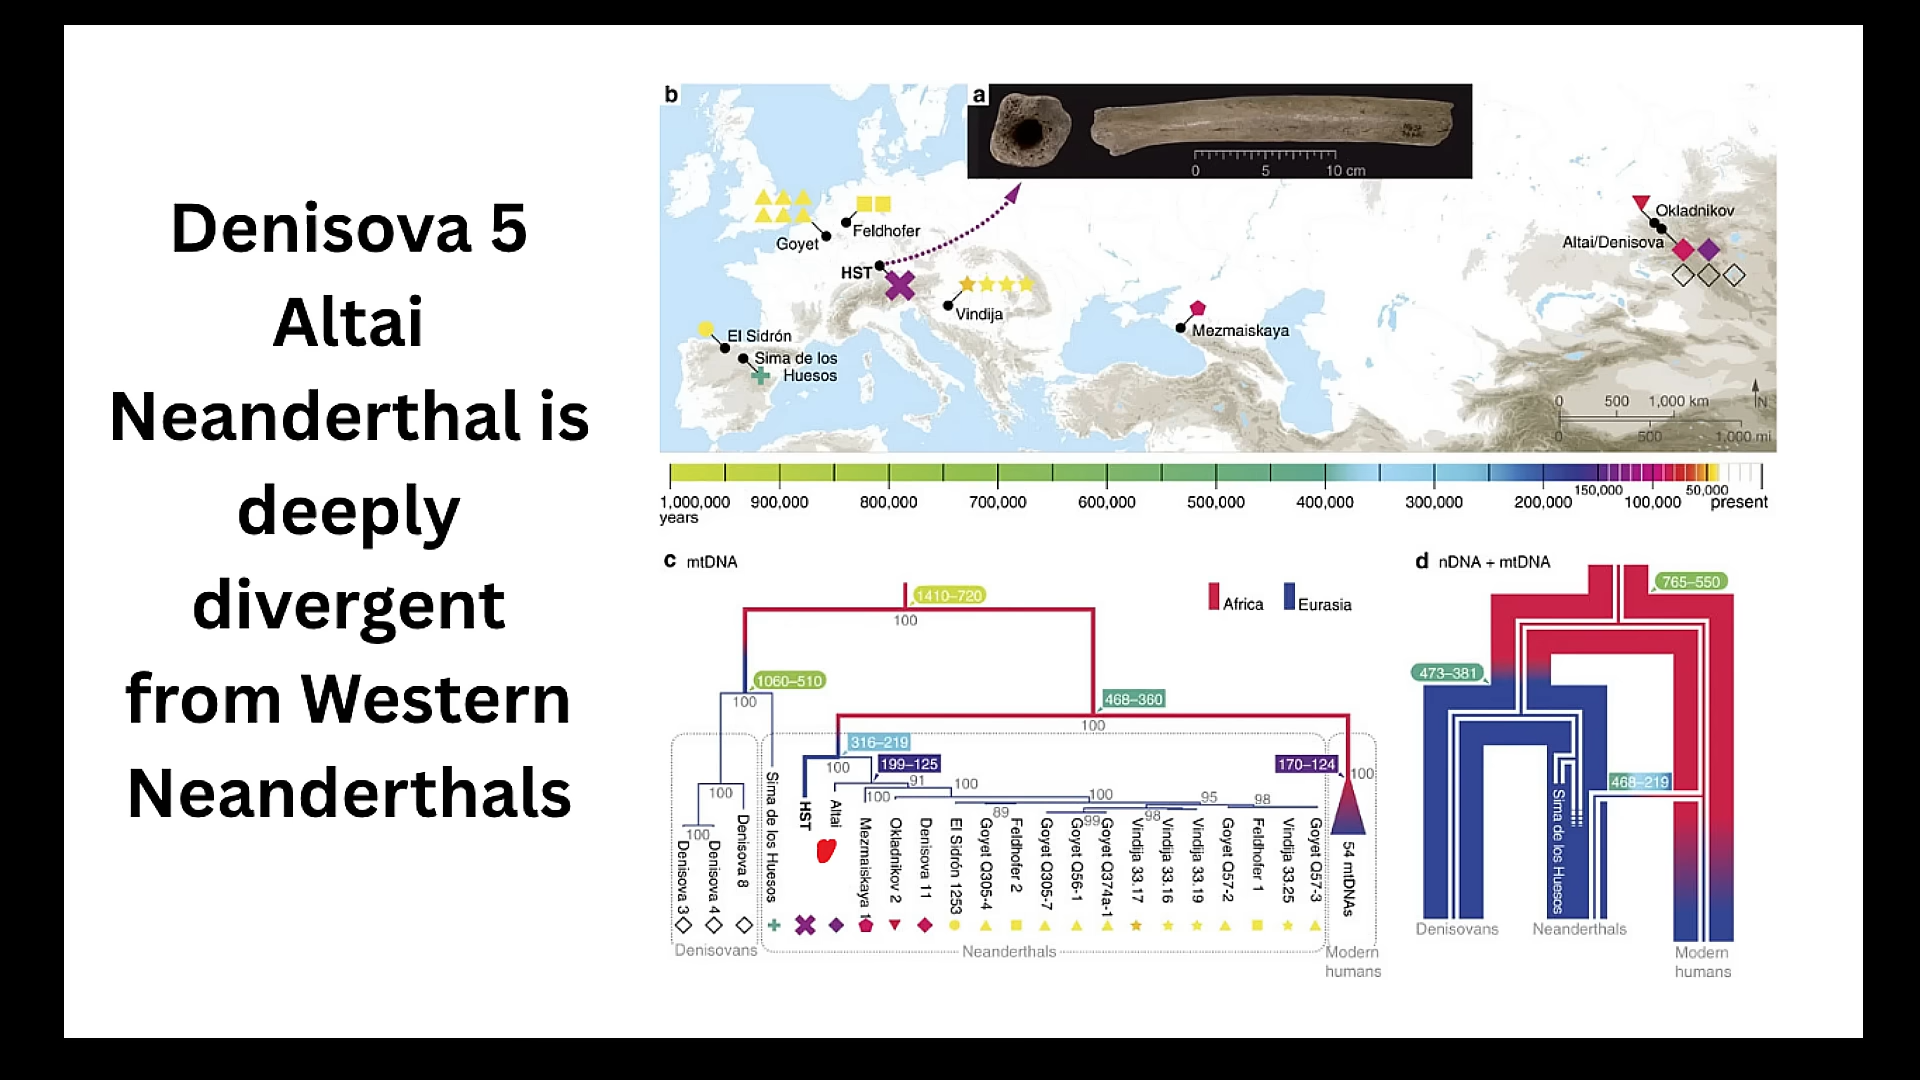 Denisova 5
Altai
Neanderthal is
deeply
divergent
from Western
Neanderthals
b
a
0 5 10 cm
Goyet
Feldhofer
HST
Vindija
El Sidrón
Sima de los
Huesos
Mezmaiskaya
Okladnikov
Altai/Denisova
N
0 500 1,000 km
0 500 1,000 mi
1,000,000 900,000 800,000 700,000 600,000 500,000 400,000 300,000 200,000 150,000 100,000 50,000 present
years
c mtDNA
Africa
Eurasia
1410–720
100
1060–510
100
468–360
100
316–219
100
199–125
91
100
100
100
89
99
98
95
98
170–124
100
100
100
Denisova 3
Denisova 4
Denisova 8
Sima de los Huesos
HST
Altai
Mezmaiskaya 1
Okladnikov 2
Denisova 11
El Sidrón 1253
Goyet Q305-4
Feldhofer 2
Goyet Q305-7
Goyet Q56-1
Goyet Q374a-1
Vindija 33.17
Vindija 33.16
Vindija 33.19
Goyet Q57-2
Feldhofer 1
Vindija 33.25
Goyet Q57-3
54 mtDNAs
Denisovans
Neanderthals
Modern
humans
d nDNA + mtDNA
765–550
473–381
468–219
Sima de los Huesos
Denisovans
Neanderthals
Modern
humans